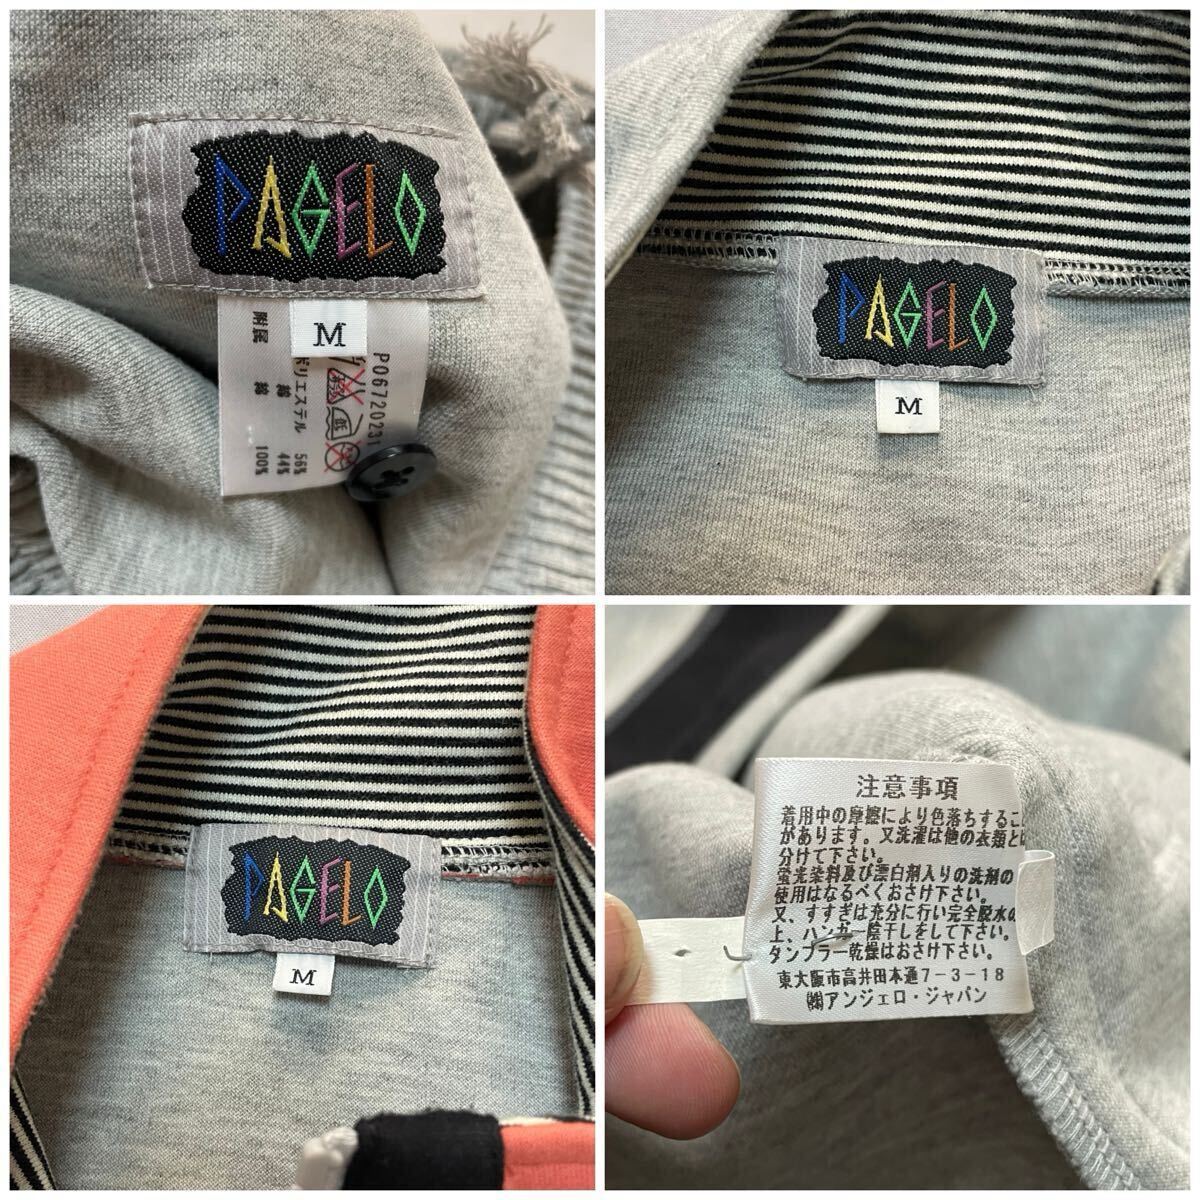 PAGELO
M
P06720231
ポリエステル 56%
綿 44%
附属 綿 100%
PAGELO
M
PAGELO
M
注意事項
着用中の摩擦により色落ちするこ
があります。又洗濯は他の衣類とは
分けて下さい。
蛍光染料及び漂白剤入りの洗剤の
使用はなるべくおさけ下さい。
又、すすぎは充分に行い完全脱水の
上、ハンガー陰干しをして下さい。
タンブラー乾燥はおさけ下さい。
東大阪市高井田本通7-3-18
㈱アンジェロ・ジャパン